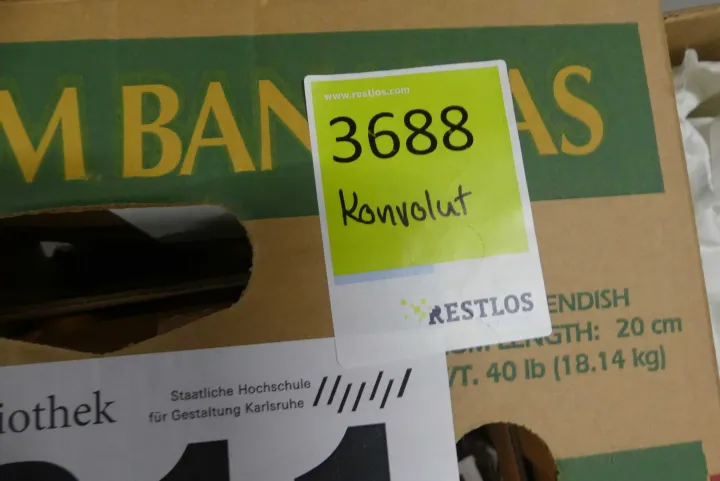 M BAN AS
www.restlos.com
3688
Konvolut
RESTLOS
ENDISH
LENGTH: 20 cm
T. 40 lb (18.14 kg)
iothek
Staatliche Hochschule
für Gestaltung Karlsruhe